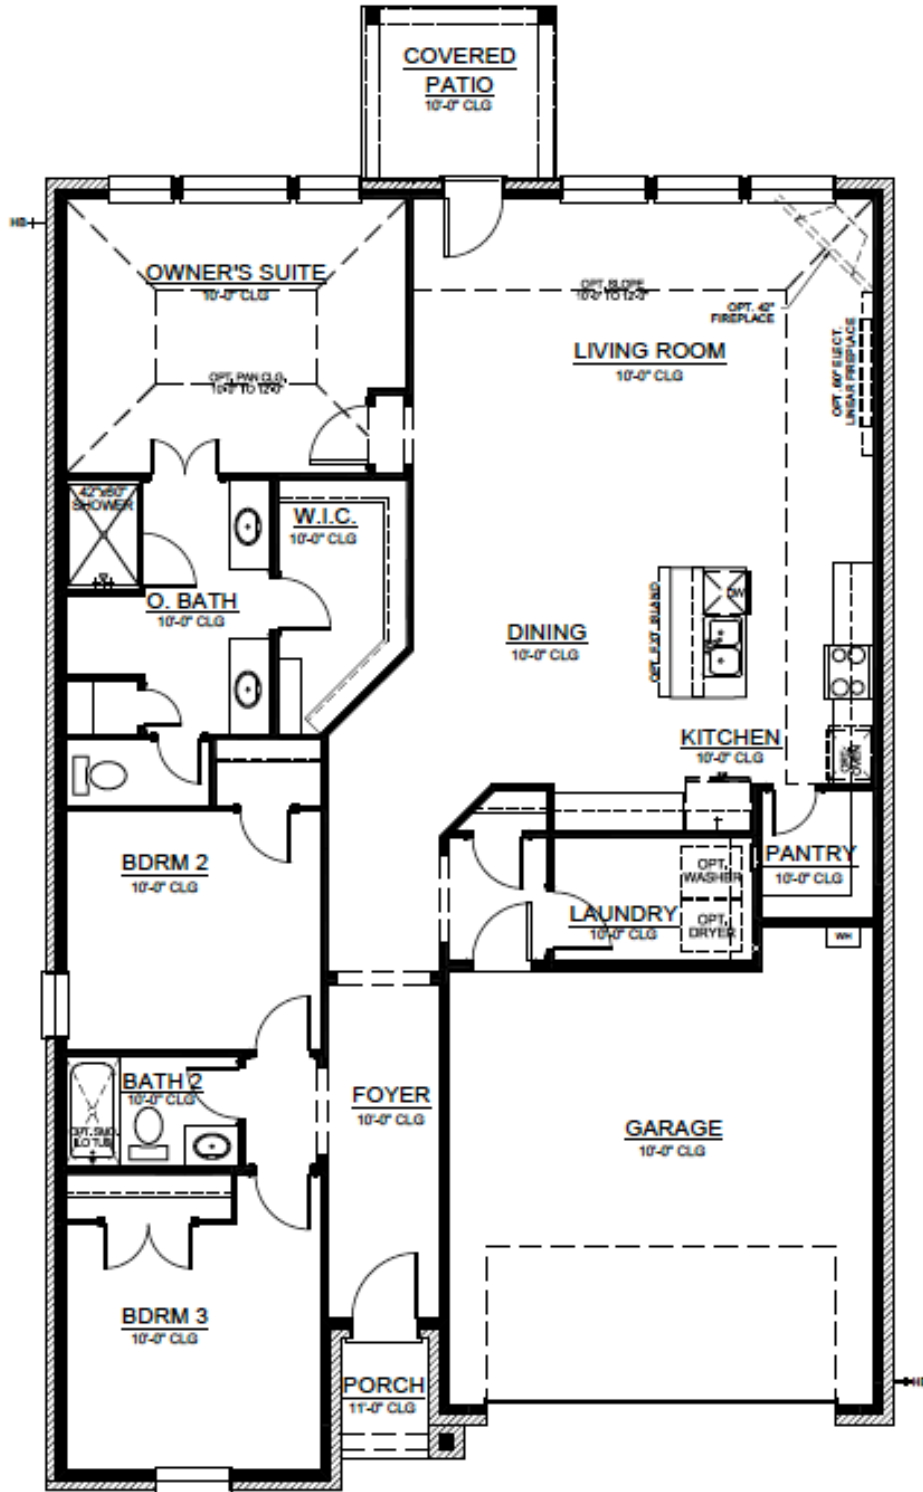 COVERED
PATIO
10'-0" CLG
HB
OWNER'S SUITE
10'-0" CLG
OPT. SLOPE
10'-0" TO 12'-0"
OPT. 42"
FIREPLACE
LIVING ROOM
10'-0" CLG
OPT. 60" ELECT.
LINEAR FIREPLACE
OPT. PAN CLG.
10'-0" TO 12'-0"
42"x60"
SHOWER
W.I.C.
10'-0" CLG
O. BATH
10'-0" CLG
DW
OPT. EXT. ISLAND
DINING
10'-0" CLG
KITCHEN
10'-0" CLG
OVEN
BDRM 2
10'-0" CLG
OPT.
WASHER
PANTRY
10'-0" CLG
LAUNDRY
10'-0" CLG
OPT.
DRYER
WH
BATH 2
10'-0" CLG
FOYER
10'-0" CLG
GARAGE
10'-0" CLG
BDRM 3
10'-0" CLG
PORCH
11'-0" CLG